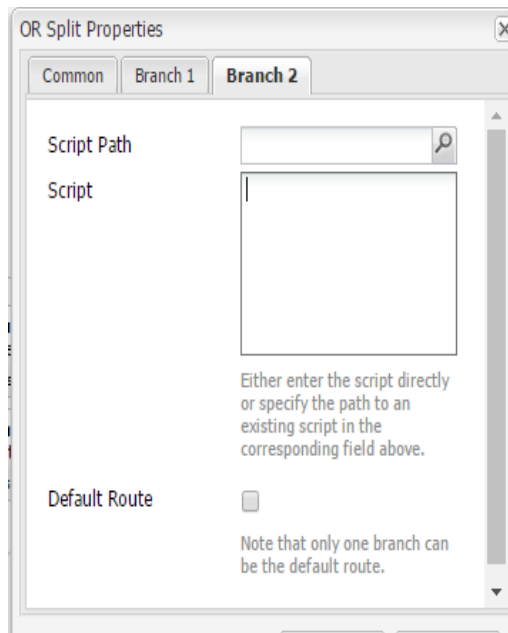 OR Split Properties
Common Branch 1 Branch 2
Script Path
Script
Either enter the script directly
or specify the path to an
existing script in the
corresponding field above.
Default Route
Note that only one branch can
be the default route.